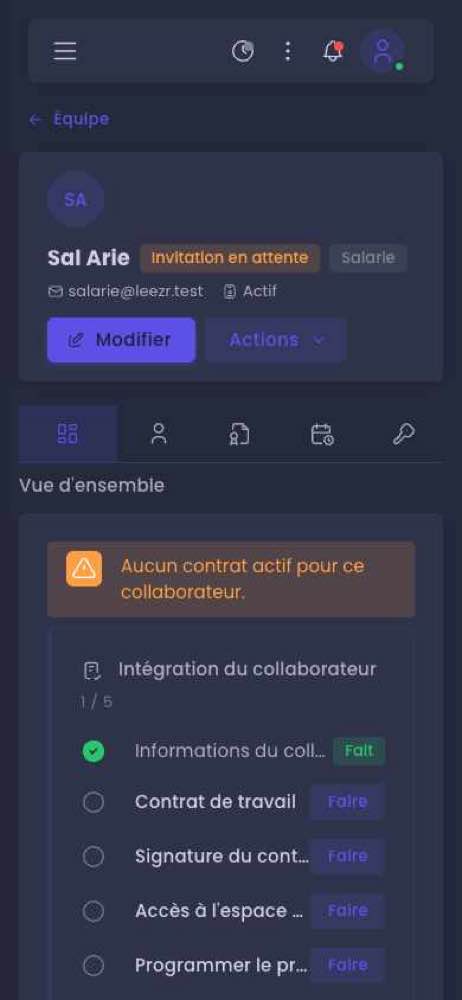 Équipe
SA
Sal Arie Invitation en attente Salarie
salarie@leezr.test Actif
Modifier Actions
Vue d'ensemble
Aucun contrat actif pour ce
collaborateur.
Intégration du collaborateur
1 / 5
Informations du coll... Fait
Contrat de travail Faire
Signature du cont... Faire
Accès à l'espace ... Faire
Programmer le pr... Faire